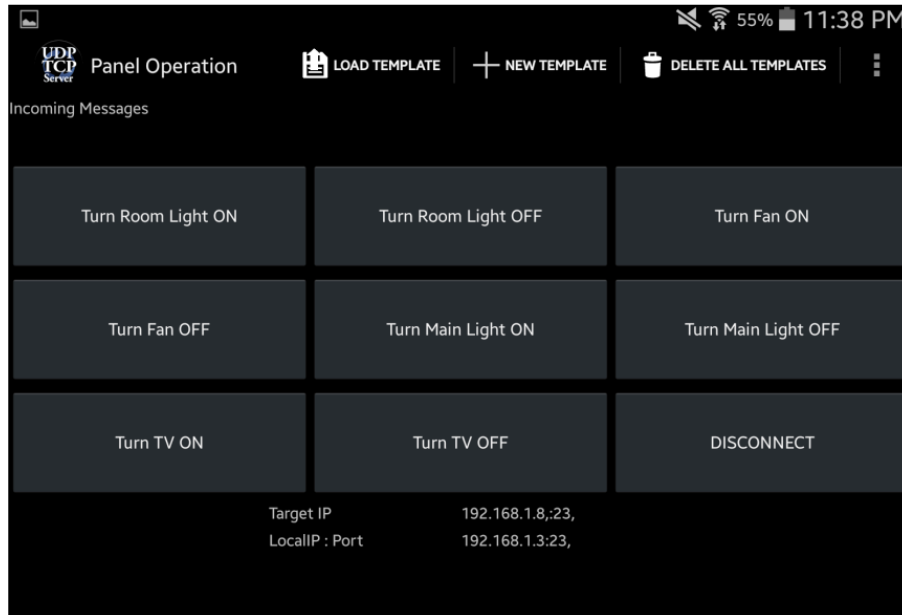 55% 11:38 PM
UDP
TCP
Server
Panel Operation LOAD TEMPLATE NEW TEMPLATE DELETE ALL TEMPLATES
Incoming Messages
Turn Room Light ON Turn Room Light OFF Turn Fan ON
Turn Fan OFF Turn Main Light ON Turn Main Light OFF
Turn TV ON Turn TV OFF DISCONNECT
Target IP 192.168.1.8,:23,
LocalIP : Port 192.168.1.3:23,